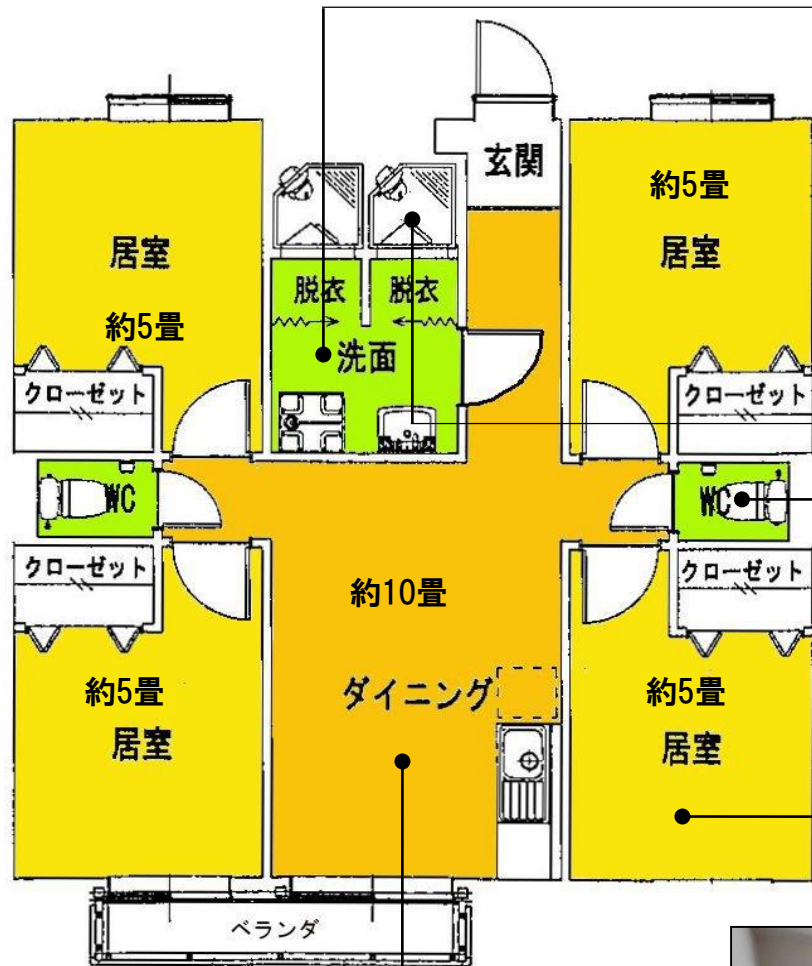 玄関
約5畳
居室
居室
約5畳
脱衣
脱衣
洗面
クローゼット
クローゼット
WC
WC
クローゼット
クローゼット
約10畳
ダイニング
約5畳
居室
約5畳
居室
ベランダ